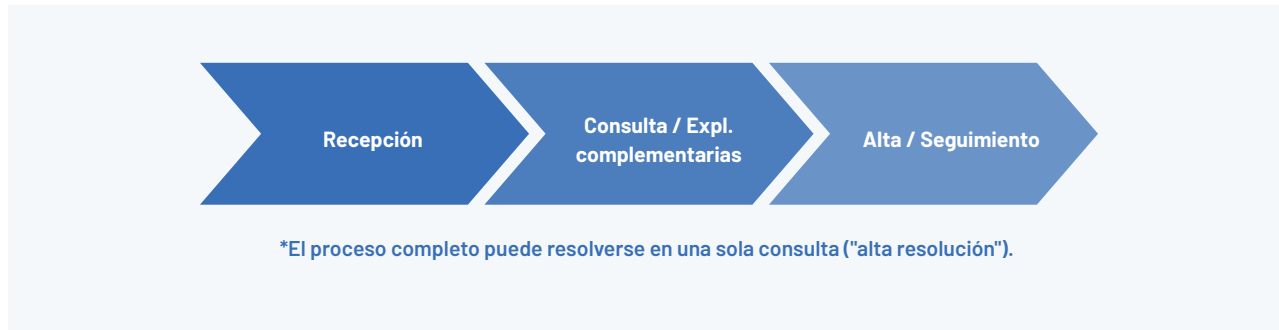 Recepción
Consulta / Expl.
complementarias
Alta / Seguimiento
*El proceso completo puede resolverse en una sola consulta ("alta resolución").